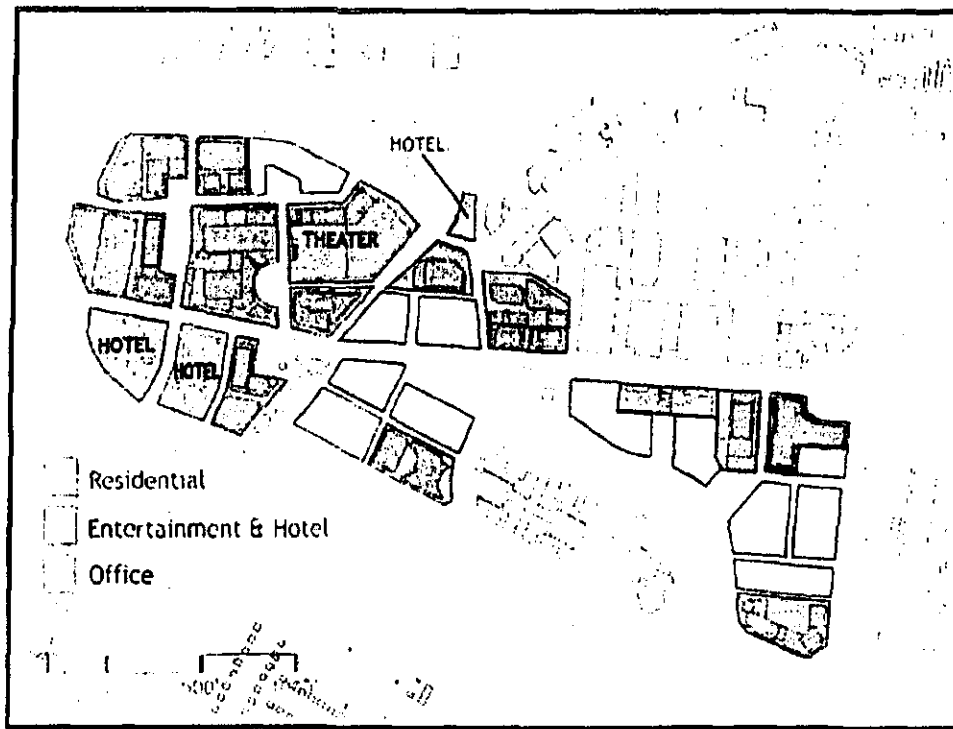 HOTEL
THEATER
HOTEL
HOTEL
Residential
Entertainment & Hotel
Office